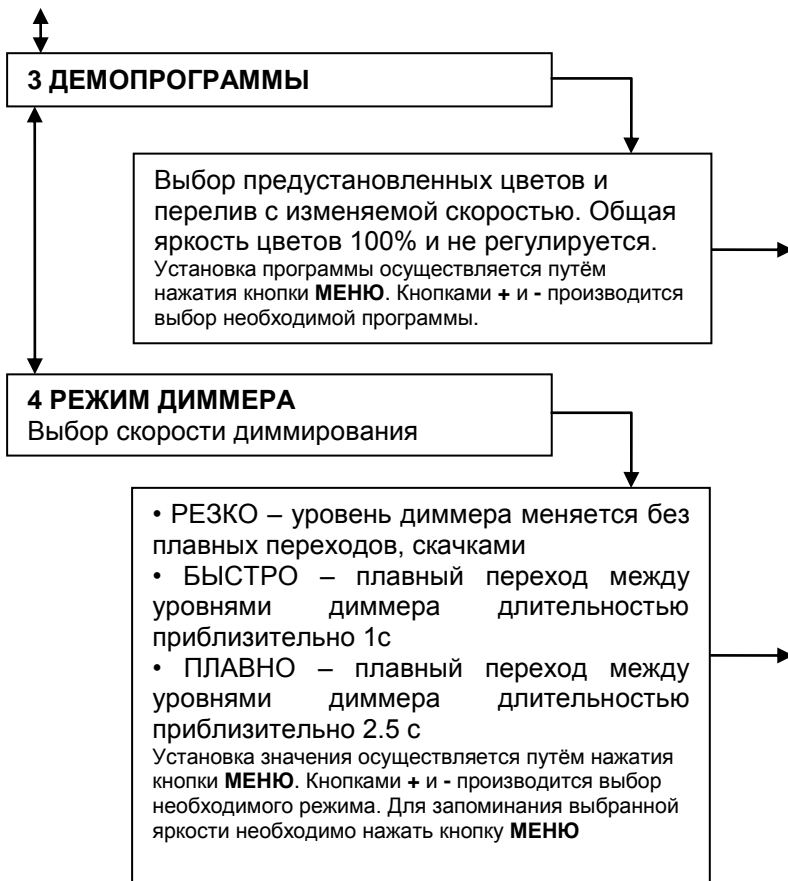 3 ДЕМОПРОГРАММЫ
Выбор предустановленных цветов и
перелив с изменяемой скоростью. Общая
яркость цветов 100% и не регулируется.
Установка программы осуществляется путём
нажатия кнопки МЕНЮ. Кнопками + и - производится
выбор необходимой программы.
4 РЕЖИМ ДИММЕРА
Выбор скорости диммирования
• РЕЗКО – уровень диммера меняется без
плавных переходов, скачками
• БЫСТРО – плавный переход между
уровнями диммера длительностью
приблизительно 1с
• ПЛАВНО – плавный переход между
уровнями диммера длительностью
приблизительно 2.5 с
Установка значения осуществляется путём нажатия
кнопки МЕНЮ. Кнопками + и - производится выбор
необходимого режима. Для запоминания выбранной
яркости необходимо нажать кнопку МЕНЮ